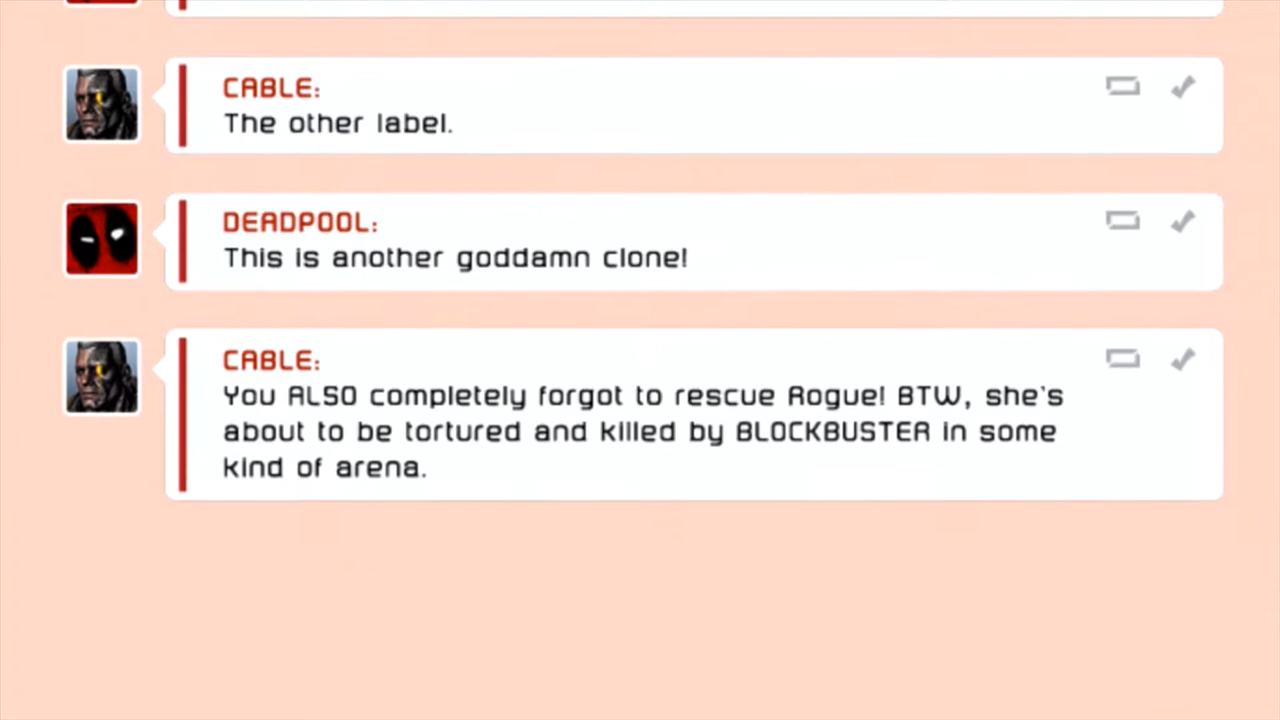 CABLE:
The other label.
DEADPOOL:
This is another goddamn clone!
CABLE:
You ALSO completely forgot to rescue Rogue! BTW, she's
about to be tortured and killed by BLOCKBUSTER in some
kind of arena.